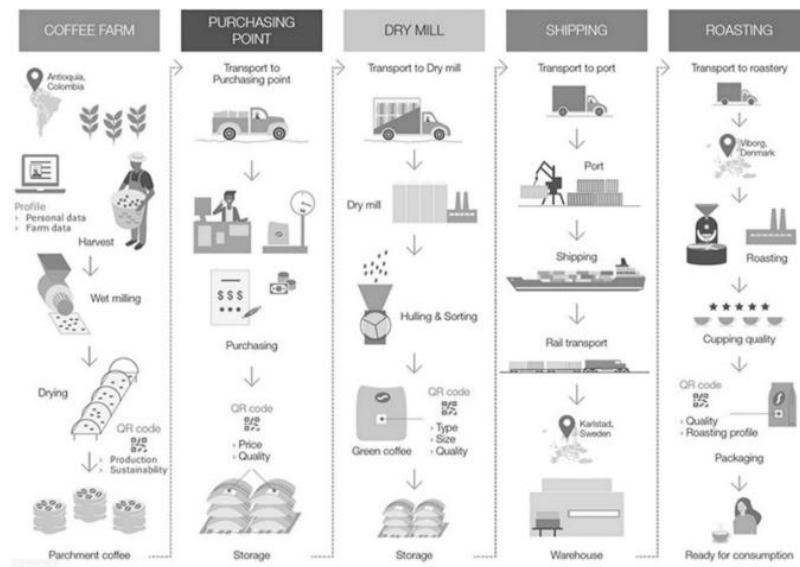 COFFEE FARM
Antioquia,
Colombia
Profile
› Personal data
› Farm data
Harvest
Wet milling
Drying
QR code
› Production
› Sustainability
Parchment coffee
PURCHASING
POINT
Transport to
Purchasing point
$$$
Purchasing
QR code
› Price
› Quality
Storage
DRY MILL
Transport to Dry mill
Dry mill
Hulling & Sorting
QR code
› Type
› Size
› Quality
Green coffee
Storage
SHIPPING
Transport to port
Port
Shipping
Rail transport
Karlstad,
Sweden
Warehouse
ROASTING
Transport to roastery
Viborg,
Denmark
Roasting
Cupping quality
QR code
› Quality
› Roasting profile
Packaging
Ready for consumption